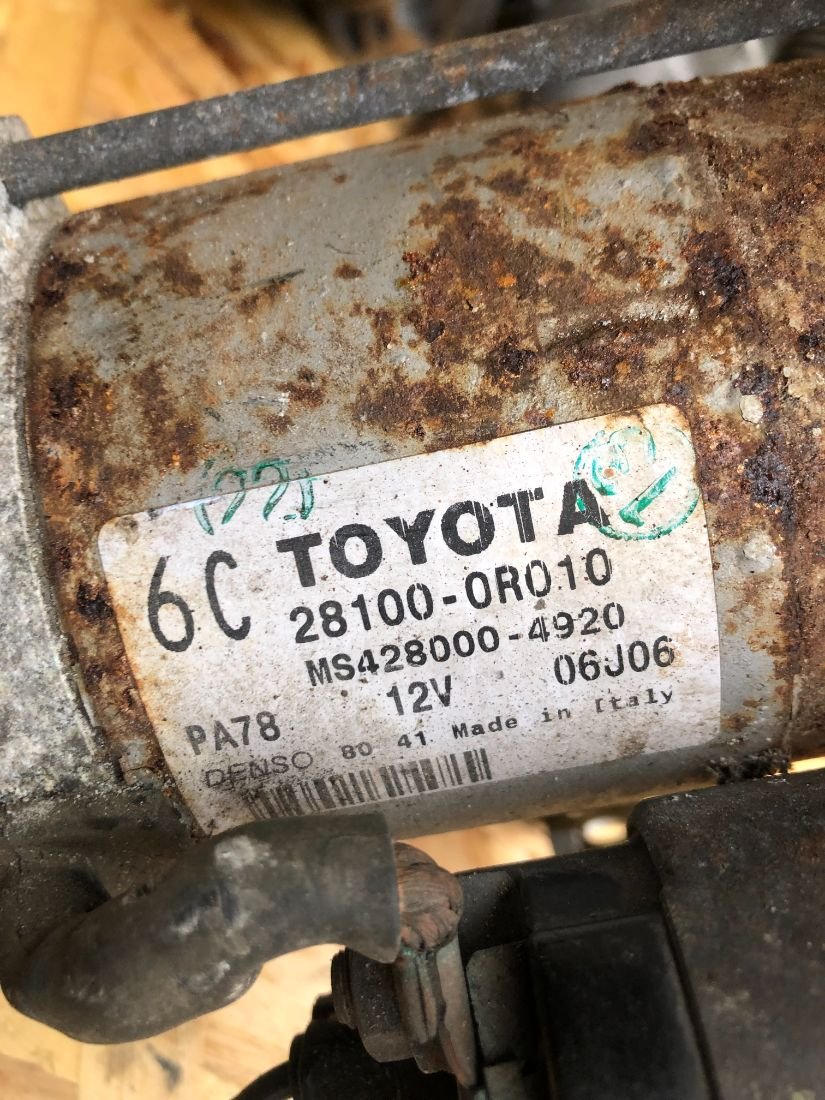 6C TOYOTA
28100-0R010
MS428000-4920
PA78 12V 06J06
DENSO 80 41 Made in Italy